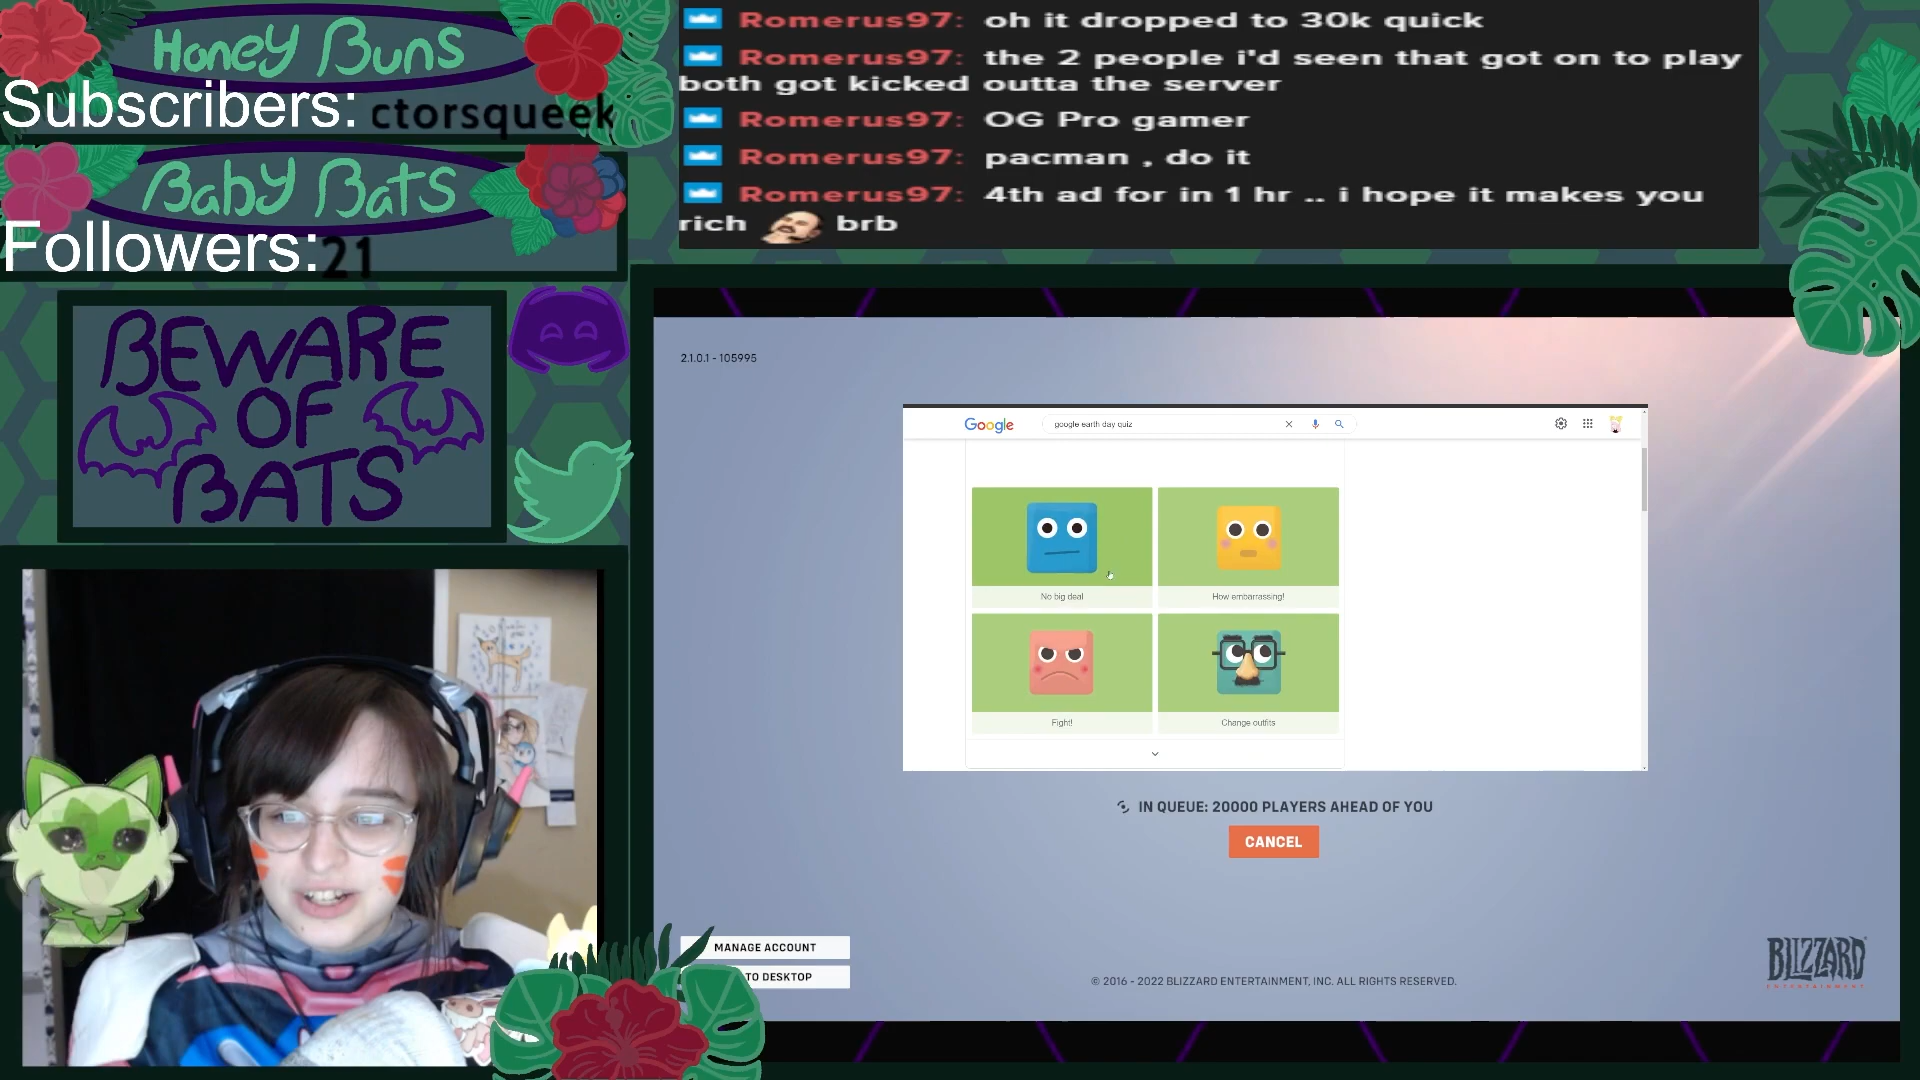 Honey Buns
Subscribers: ctorsqueek
Baby Bats
Followers:21
BEWARE
OF
BATS
Romerus97: oh it dropped to 30k quick
Romerus97: the 2 people i'd seen that got on to play
both got kicked outta the server
Romerus97: OG Pro gamer
Romerus97: pacman , do it
Romerus97: 4th ad for in 1 hr .. i hope it makes you
rich brb
2.1.0.1 - 105995
Google google earth day quiz
No big deal How embarrassing!
Fight! Change outfits
IN QUEUE: 20000 PLAYERS AHEAD OF YOU
CANCEL
MANAGE ACCOUNT
TO DESKTOP
© 2016 - 2022 BLIZZARD ENTERTAINMENT, INC. ALL RIGHTS RESERVED.
BLIZZARD
ENTERTAINMENT